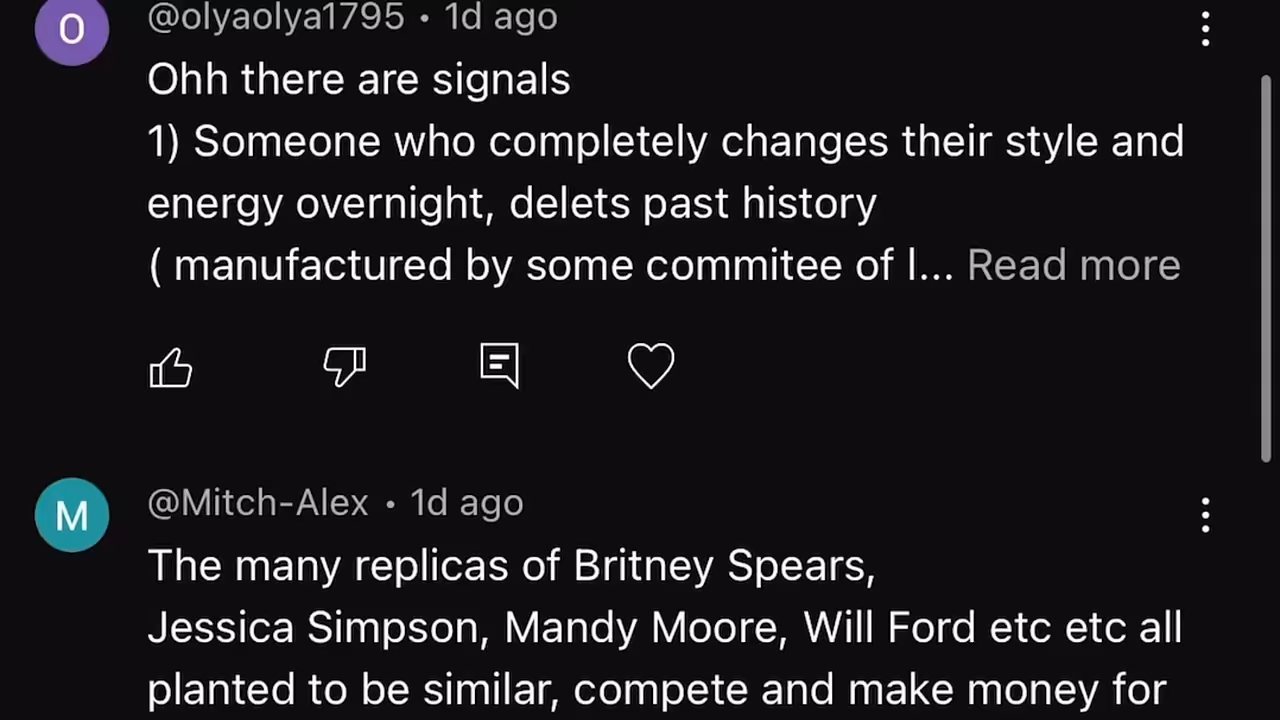 O
@olyaolya1795 • 1d ago
Ohh there are signals
1) Someone who completely changes their style and
energy overnight, delets past history
( manufactured by some commitee of l... Read more
M
@Mitch-Alex • 1d ago
The many replicas of Britney Spears,
Jessica Simpson, Mandy Moore, Will Ford etc etc all
planted to be similar, compete and make money for